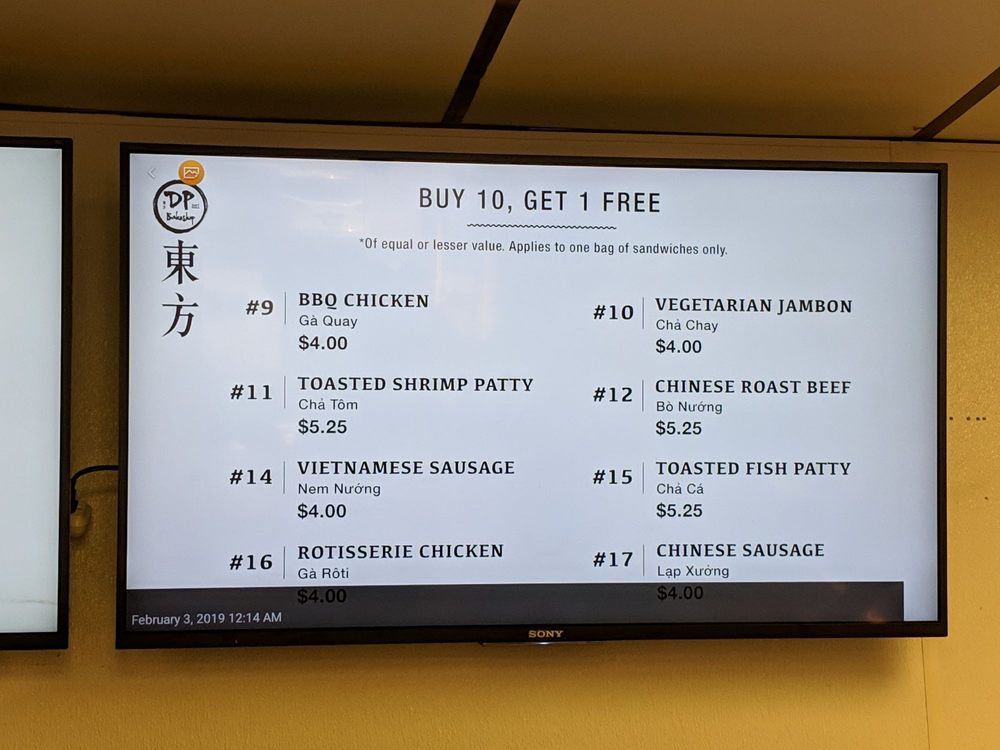 DP
Bakeshop
東
方
BUY 10, GET 1 FREE
*Of equal or lesser value. Applies to one bag of sandwiches only.
#9
BBQ CHICKEN
Gà Quay
$4.00
#10
VEGETARIAN JAMBON
Chả Chay
$4.00
#11
TOASTED SHRIMP PATTY
Chả Tôm
$5.25
#12
CHINESE ROAST BEEF
Bò Nướng
$5.25
#14
VIETNAMESE SAUSAGE
Nem Nướng
$4.00
#15
TOASTED FISH PATTY
Chả Cá
$5.25
#16
ROTISSERIE CHICKEN
Gà Rôti
$4.00
#17
CHINESE SAUSAGE
Lạp Xưởng
$4.00
February 3, 2019 12:14 AM
SONY